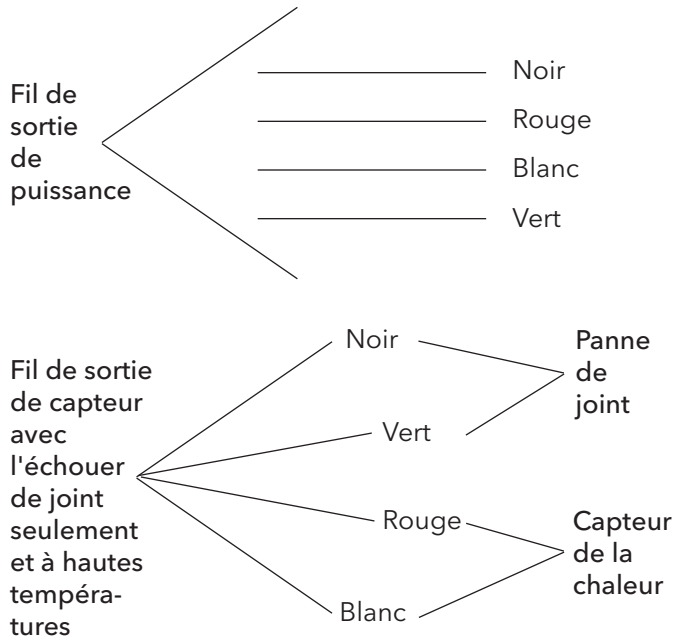 Fil de
sortie
de
puissance
Noir
Rouge
Blanc
Vert
Fil de sortie
de capteur
avec
l'échouer
de joint
seulement
et à hautes
tempéra-
tures
Noir
Vert
Rouge
Blanc
Panne
de
joint
Capteur
de la
chaleur